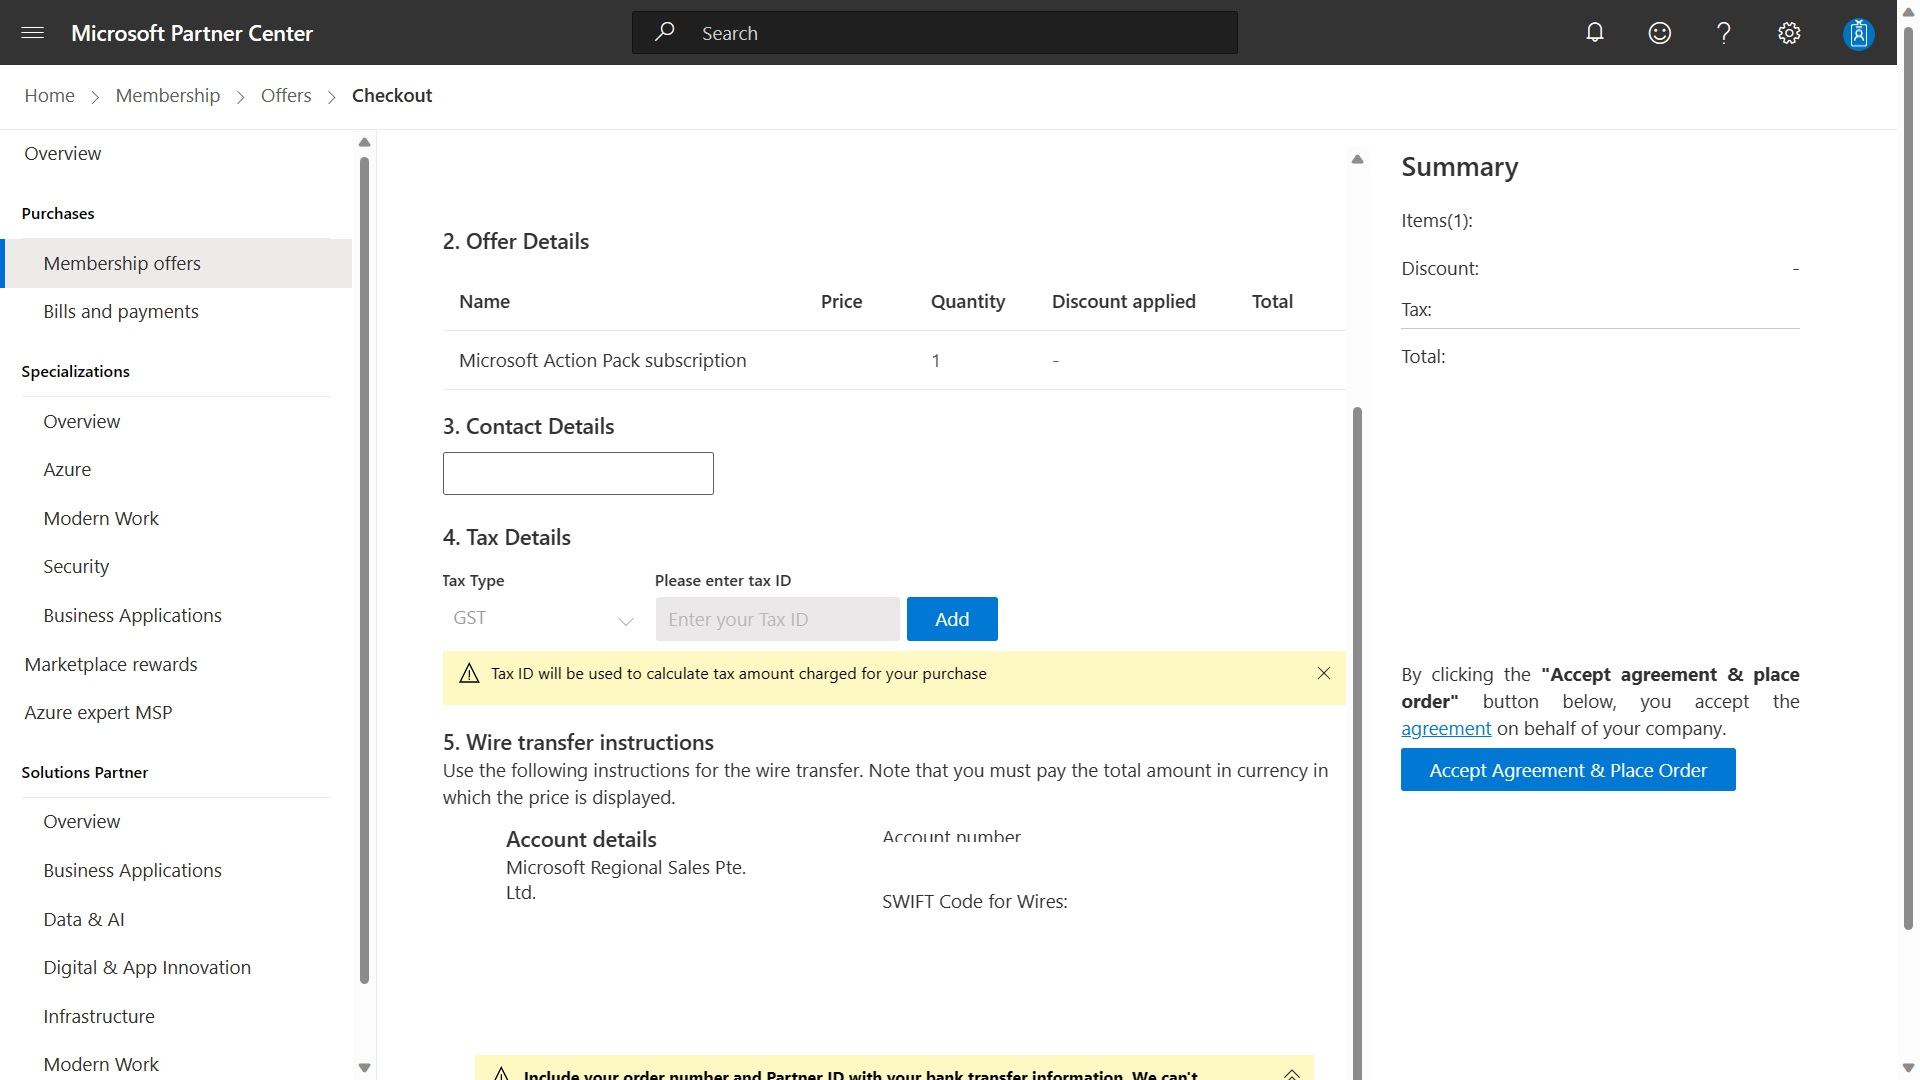 Microsoft Partner Center
Search
Home
Membership
Offers
Checkout
Overview
Purchases
Membership offers
Bills and payments
Specializations
Overview
Azure
Modern Work
Security
Business Applications
Marketplace rewards
Azure expert MSP
Solutions Partner
Overview
Business Applications
Data & AI
Digital & App Innovation
Infrastructure
Modern Work
2. Offer Details
Name Price Quantity Discount applied Total
Microsoft Action Pack subscription 1 -
3. Contact Details
4. Tax Details
Tax Type
Please enter tax ID
GST
Enter your Tax ID
Add
Tax ID will be used to calculate tax amount charged for your purchase
5. Wire transfer instructions
Use the following instructions for the wire transfer. Note that you must pay the total amount in currency in
which the price is displayed.
Account details
Microsoft Regional Sales Pte.
Ltd.
Account number
SWIFT Code for Wires:
Include your order number and Partner ID with your bank transfer information. We can't
Summary
Items(1):
Discount: -
Tax:
Total:
By clicking the "Accept agreement & place
order" button below, you accept the
agreement on behalf of your company.
Accept Agreement & Place Order